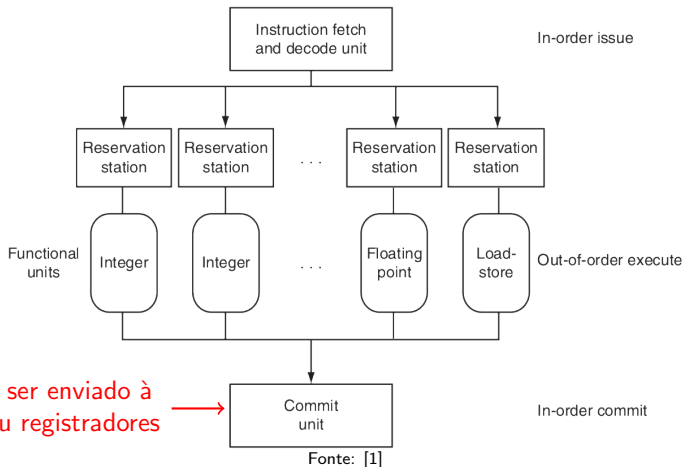 Instruction fetch
and decode unit
In-order issue
Reservation
station
Reservation
station
. . .
Reservation
station
Reservation
station
Functional
units
Integer
Integer
. . .
Floating
point
Load-
store
Out-of-order execute
ser enviado à
u registradores
Commit
unit
In-order commit
Fonte: [1]